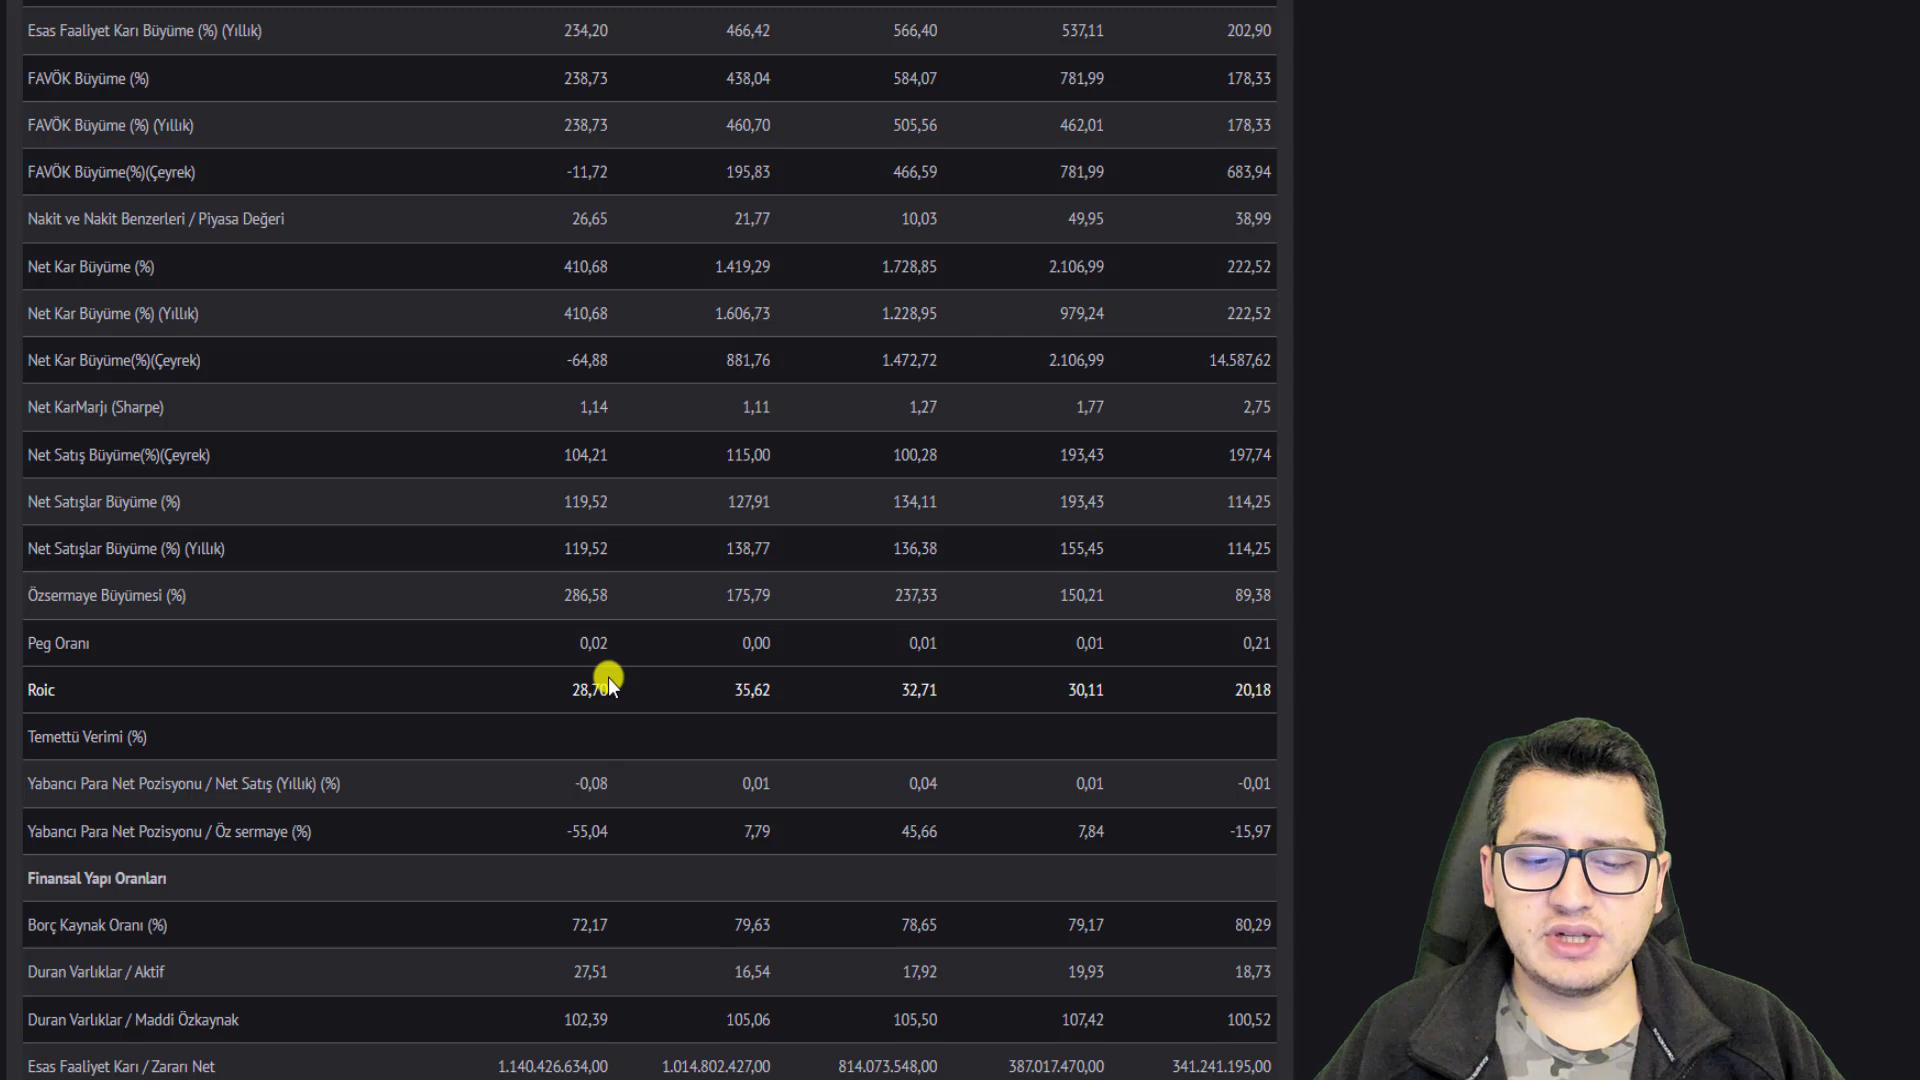 Esas Faaliyet Karı Büyüme (%) (Yıllık) 234,20 466,42 566,40 537,11 202,90
FAVÖK Büyüme (%) 238,73 438,04 584,07 781,99 178,33
FAVÖK Büyüme (%) (Yıllık) 238,73 460,70 505,56 462,01 178,33
FAVÖK Büyüme(%)(Çeyrek) -11,72 195,83 466,59 781,99 683,94
Nakit ve Nakit Benzerleri / Piyasa Değeri 26,65 21,77 10,03 49,95 38,99
Net Kar Büyüme (%) 410,68 1.419,29 1.728,85 2.106,99 222,52
Net Kar Büyüme (%) (Yıllık) 410,68 1.606,73 1.228,95 979,24 222,52
Net Kar Büyüme(%)(Çeyrek) -64,88 881,76 1.472,72 2.106,99 14.587,62
Net KarMarjı (Sharpe) 1,14 1,11 1,27 1,77 2,75
Net Satış Büyüme(%)(Çeyrek) 104,21 115,00 100,28 193,43 197,74
Net Satışlar Büyüme (%) 119,52 127,91 134,11 193,43 114,25
Net Satışlar Büyüme (%) (Yıllık) 119,52 138,77 136,38 155,45 114,25
Özsermaye Büyümesi (%) 286,58 175,79 237,33 150,21 89,38
Peg Oranı 0,02 0,00 0,01 0,01 0,21
Roic 28,70 35,62 32,71 30,11 20,18
Temettü Verimi (%)
Yabancı Para Net Pozisyonu / Net Satış (Yıllık) (%) -0,08 0,01 0,04 0,01 -0,01
Yabancı Para Net Pozisyonu / Öz sermaye (%) -55,04 7,79 45,66 7,84 -15,97
Finansal Yapı Oranları
Borç Kaynak Oranı (%) 72,17 79,63 78,65 79,17 80,29
Duran Varlıklar / Aktif 27,51 16,54 17,92 19,93 18,73
Duran Varlıklar / Maddi Özkaynak 102,39 105,06 105,50 107,42 100,52
Esas Faaliyet Karı / Zararı Net 1.140.426.634,00 1.014.802.427,00 814.073.548,00 387.017.470,00 341.241.195,00